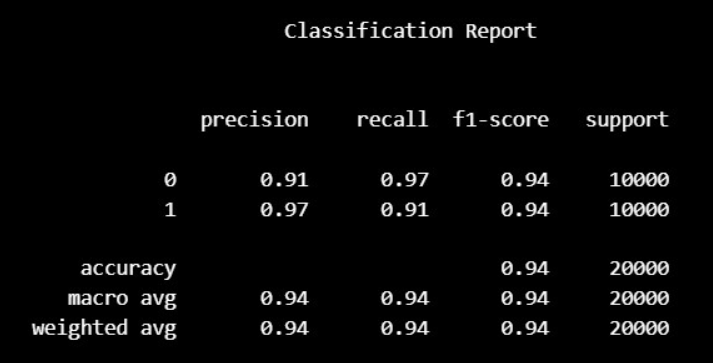 Classification Report
precision recall f1-score support
0 0.91 0.97 0.94 10000
1 0.97 0.91 0.94 10000
accuracy 0.94 20000
macro avg 0.94 0.94 0.94 20000
weighted avg 0.94 0.94 0.94 20000